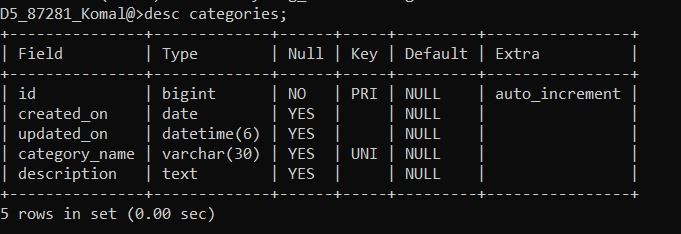 D5_87281_Komal@>desc categories;
+---------------+-------------+------+-----+---------+----------------+
| Field         | Type        | Null | Key | Default | Extra          |
+---------------+-------------+------+-----+---------+----------------+
| id            | bigint      | NO   | PRI | NULL    | auto_increment |
| created_on    | date        | YES  |     | NULL    |                |
| updated_on    | datetime(6) | YES  |     | NULL    |                |
| category_name | varchar(30) | YES  | UNI | NULL    |                |
| description   | text        | YES  |     | NULL    |                |
+---------------+-------------+------+-----+---------+----------------+
5 rows in set (0.00 sec)